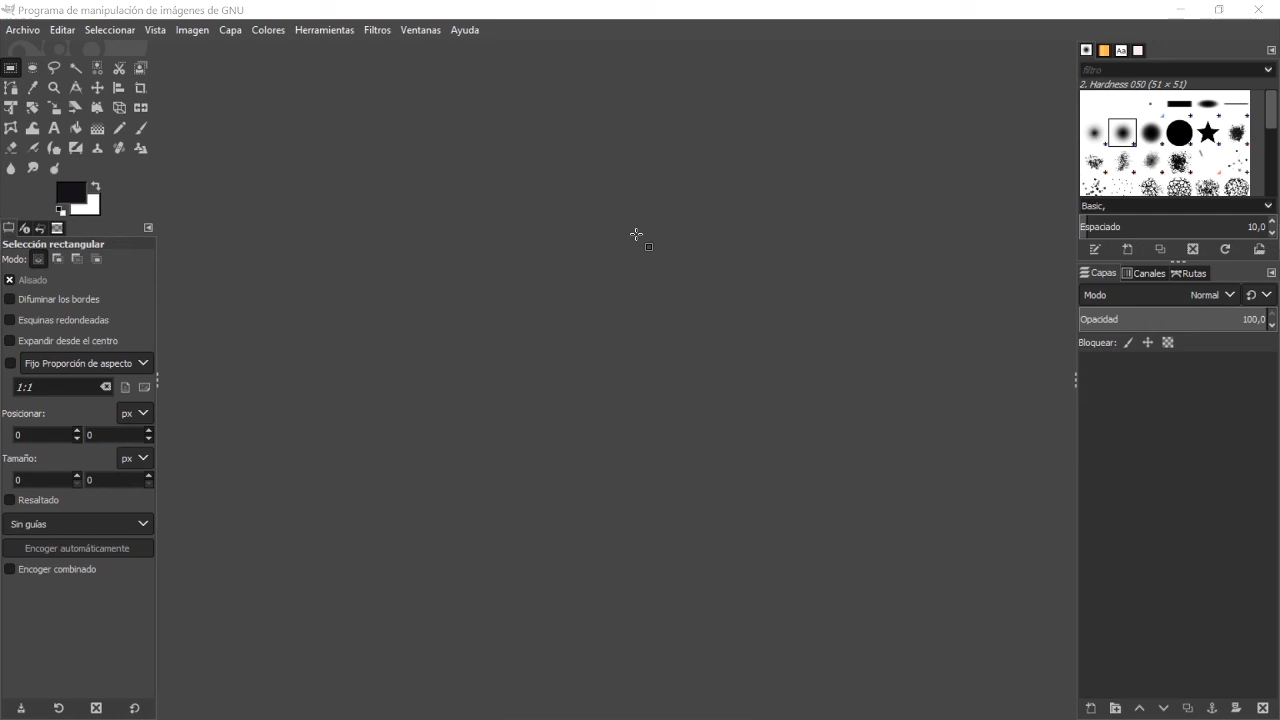 Programa de manipulación de imágenes de GNU
Archivo Editar Seleccionar Vista Imagen Capa Colores Herramientas Filtros Ventanas Ayuda
Aa
filtro
2. Hardness 050 (51 × 51)
Basic,
Espaciado 10,0
Selección rectangular
Modo:
Alisado
Difuminar los bordes
Esquinas redondeadas
Expandir desde el centro
Fijo Proporción de aspecto
1:1
Posicionar: px
0 0
Tamaño: px
0 0
Resaltado
Sin guías
Encoger automáticamente
Encoger combinado
Capas Canales Rutas
Modo Normal
Opacidad 100,0
Bloquear: